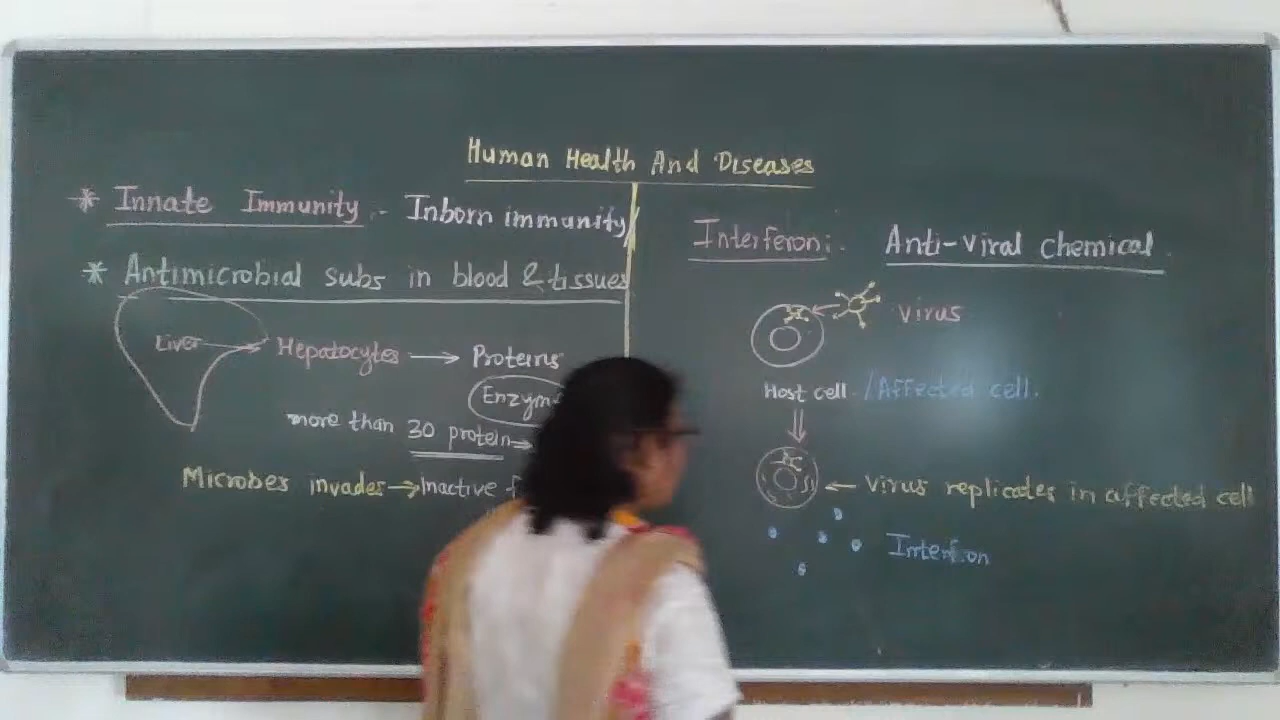 Human Health And Diseases
* Innate Immunity :- Inborn immunity
* Antimicrobial subs in blood & tissues
Liver → Hepatocytes → Proteins
Enzym
more than 30 protein →
Microbes invades → Inactive
Interferon :- Anti-Viral chemical
Virus
Host cell / Affected cell.
← Virus replicates in affected cell